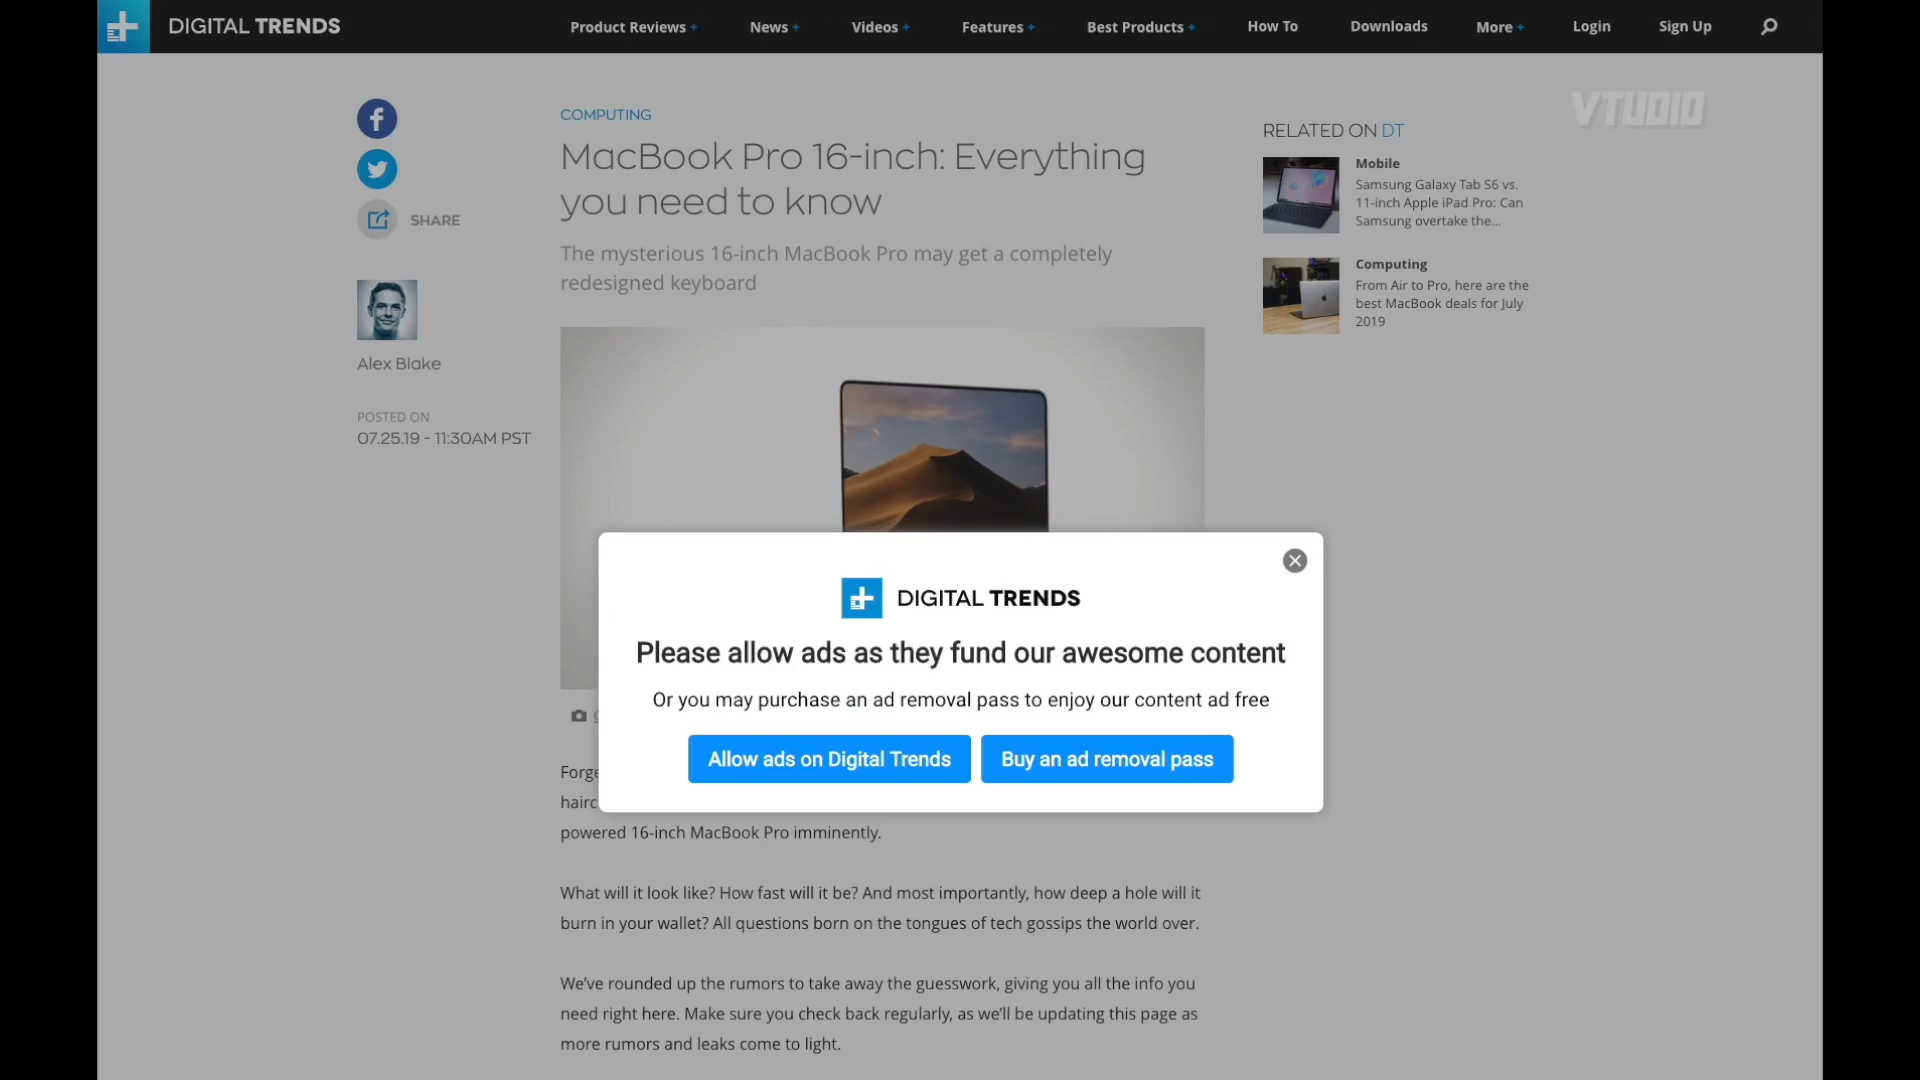 DIGITAL TRENDS
Product Reviews +
News +
Videos +
Features +
Best Products +
How To
Downloads
More +
Login
Sign Up
VTUDIO
SHARE
Alex Blake
POSTED ON
07.25.19 - 11:30AM PST
COMPUTING
MacBook Pro 16-inch: Everything
you need to know
The mysterious 16-inch MacBook Pro may get a completely
redesigned keyboard
RELATED ON DT
Mobile
Samsung Galaxy Tab S6 vs.
11-inch Apple iPad Pro: Can
Samsung overtake the...
Computing
From Air to Pro, here are the
best MacBook deals for July
2019
DIGITAL TRENDS
Please allow ads as they fund our awesome content
Or you may purchase an ad removal pass to enjoy our content ad free
Allow ads on Digital Trends
Buy an ad removal pass
powered 16-inch MacBook Pro imminently.
What will it look like? How fast will it be? And most importantly, how deep a hole will it
burn in your wallet? All questions born on the tongues of tech gossips the world over.
We've rounded up the rumors to take away the guesswork, giving you all the info you
need right here. Make sure you check back regularly, as we'll be updating this page as
more rumors and leaks come to light.